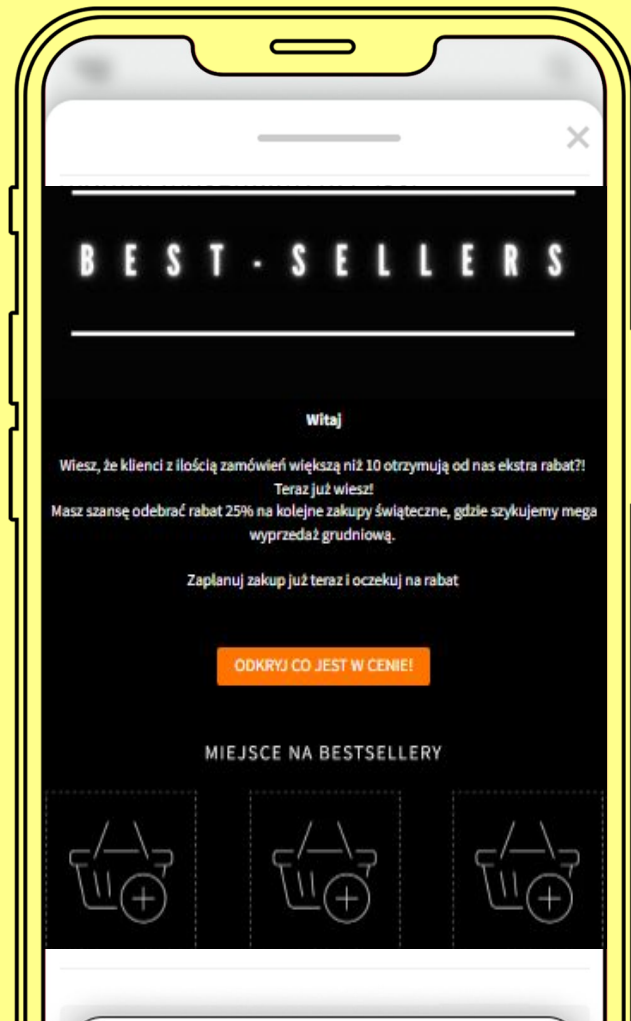 BEST-SELLERS
Witaj
Wiesz, że klienci z ilością zamówień większą niż 10 otrzymują od nas ekstra rabat?!
Teraz już wiesz!
Masz szansę odebrać rabat 25% na kolejne zakupy świąteczne, gdzie szykujemy mega
wyprzedaż grudniową.
Zaplanuj zakup już teraz i oczekuj na rabat
ODKRYJ CO JEST W CENIE!
MIEJSCE NA BESTSELLERY